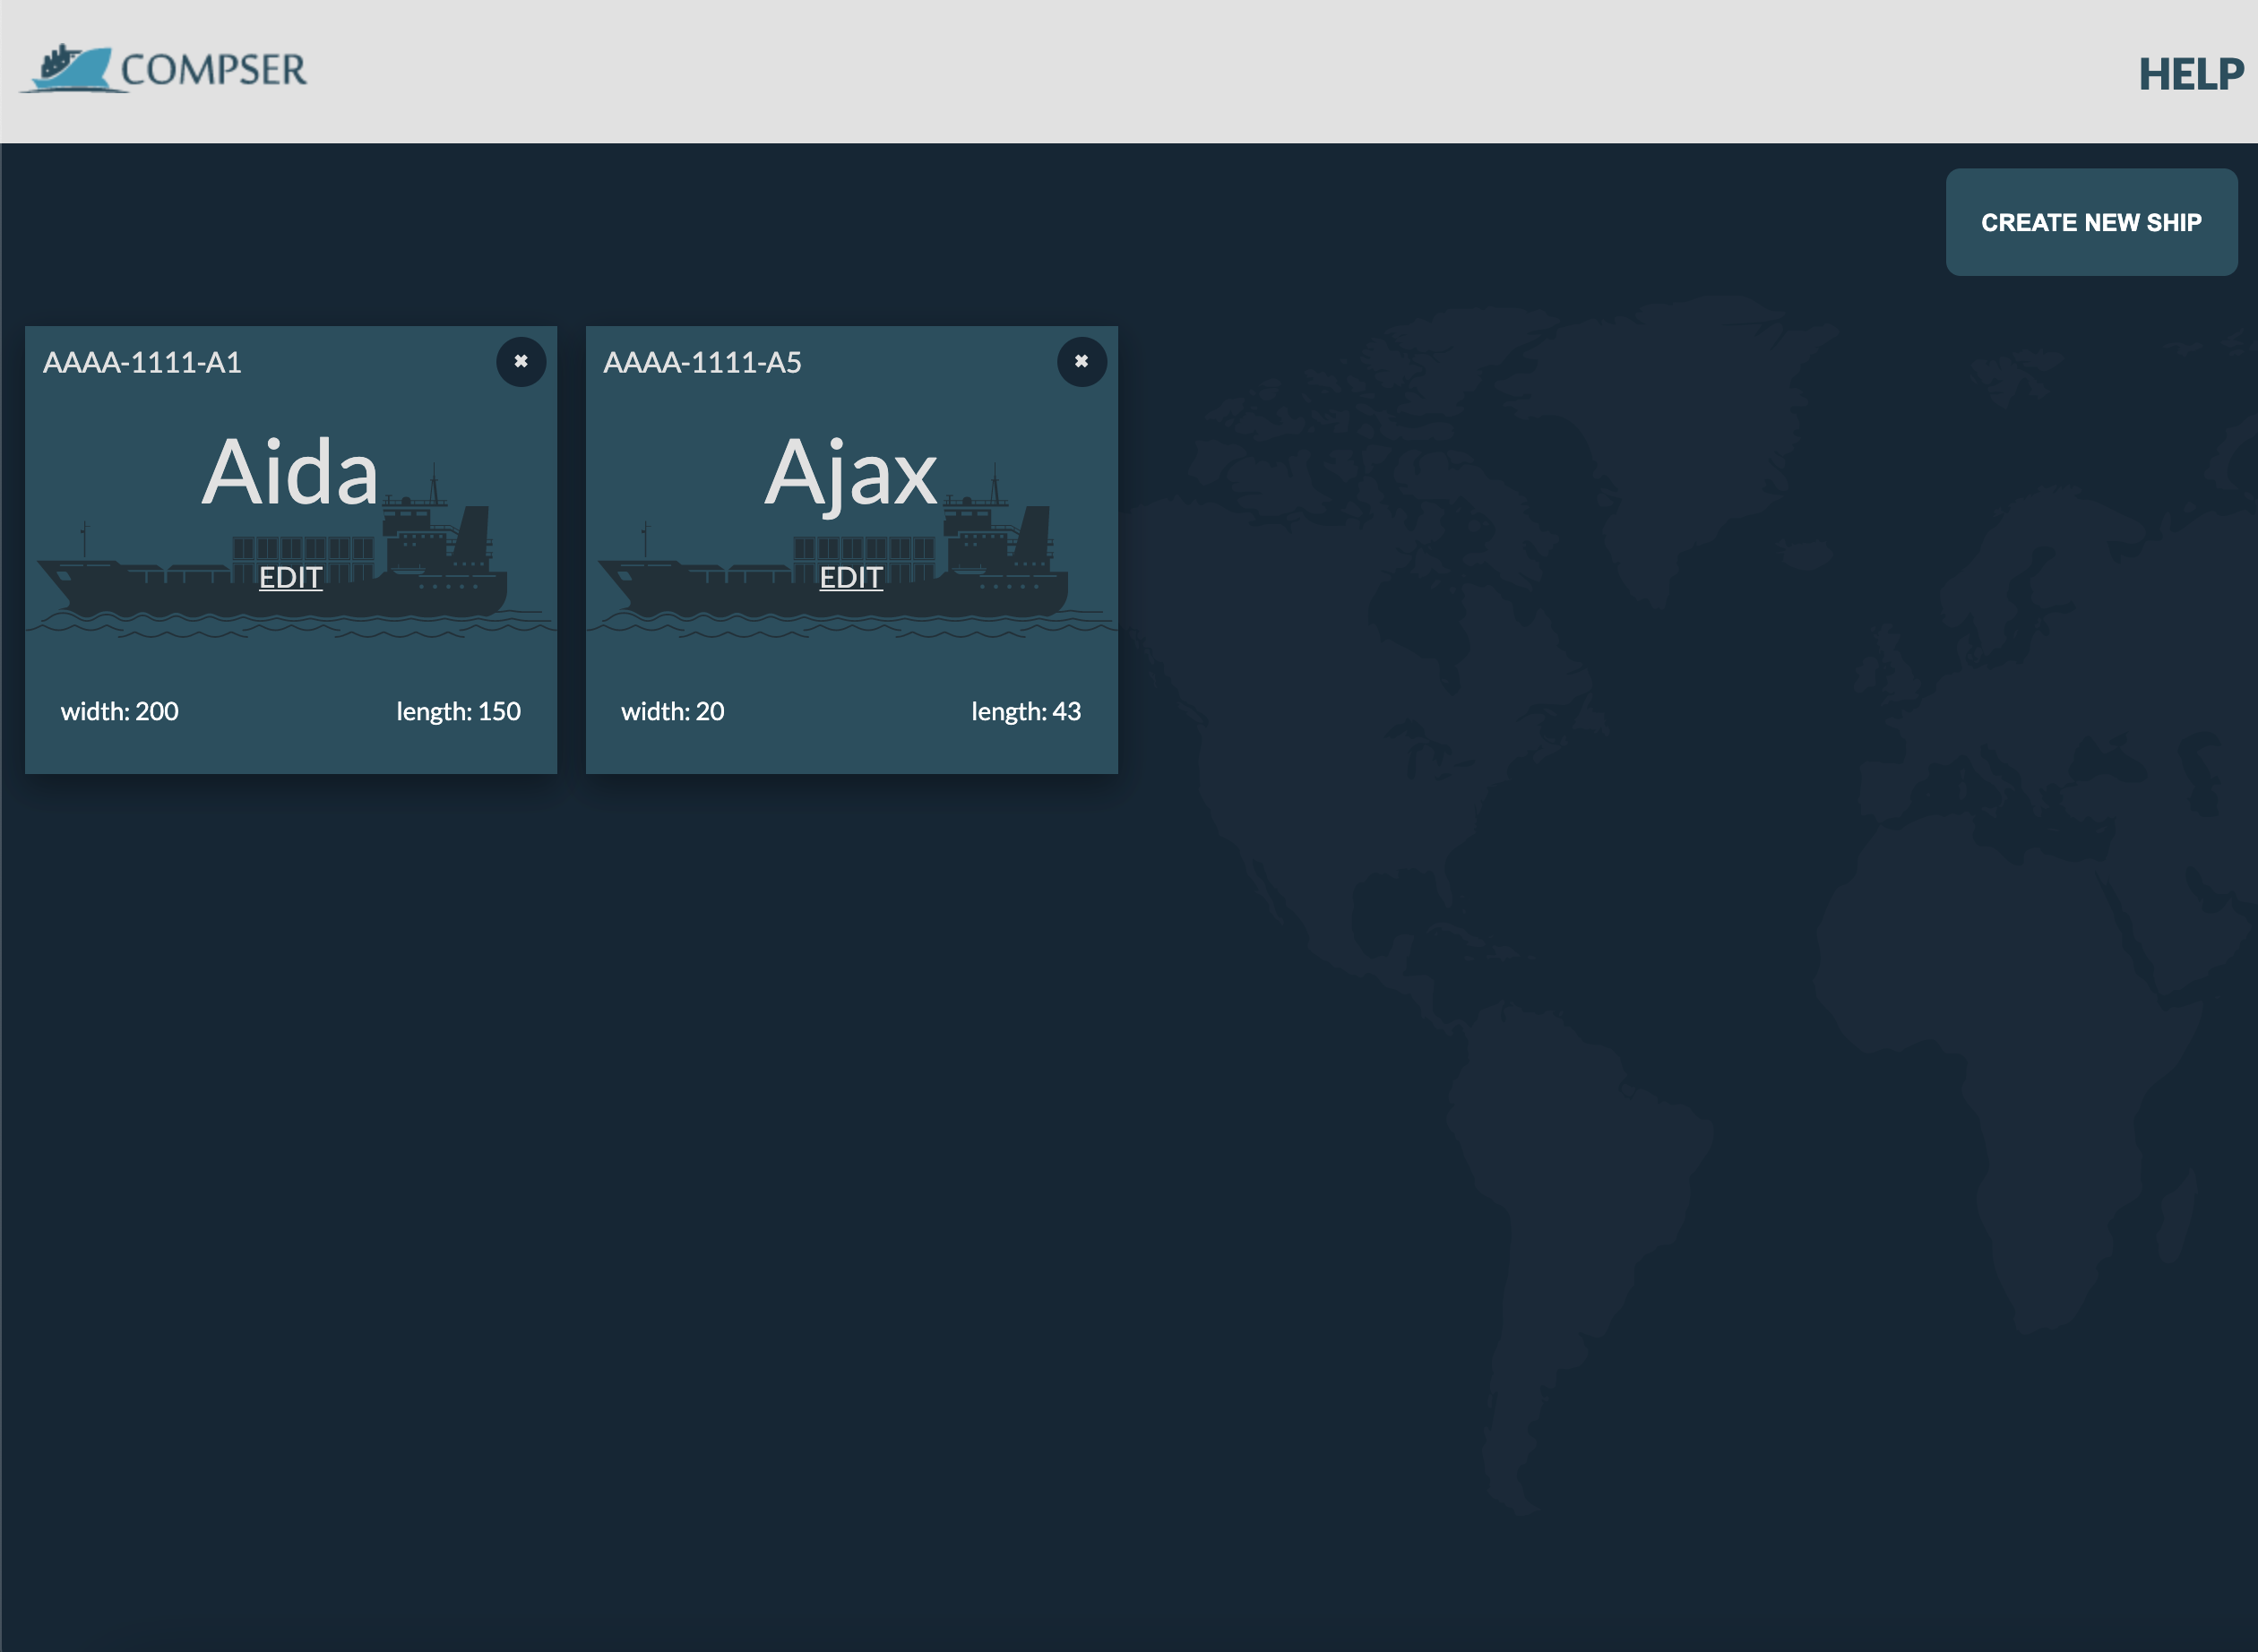 COMPSER
HELP
CREATE NEW SHIP
AAAA-1111-A1
Aida
EDIT
width: 200
length: 150
AAAA-1111-A5
Ajax
EDIT
width: 20
length: 43